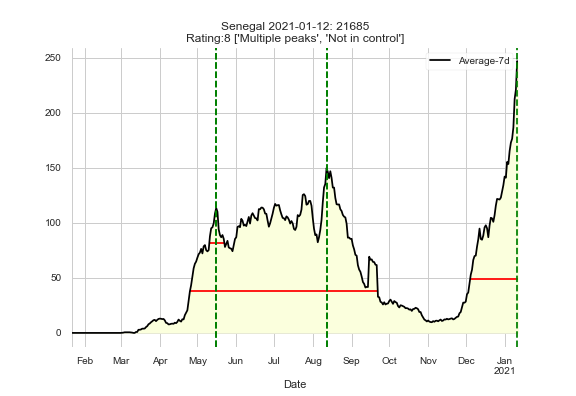 Senegal 2021-01-12: 21685
Rating:8 ['Multiple peaks', 'Not in control']
Average-7d
250
200
150
100
50
0
Feb Mar Apr May Jun Jul Aug Sep Oct Nov Dec Jan
2021
Date